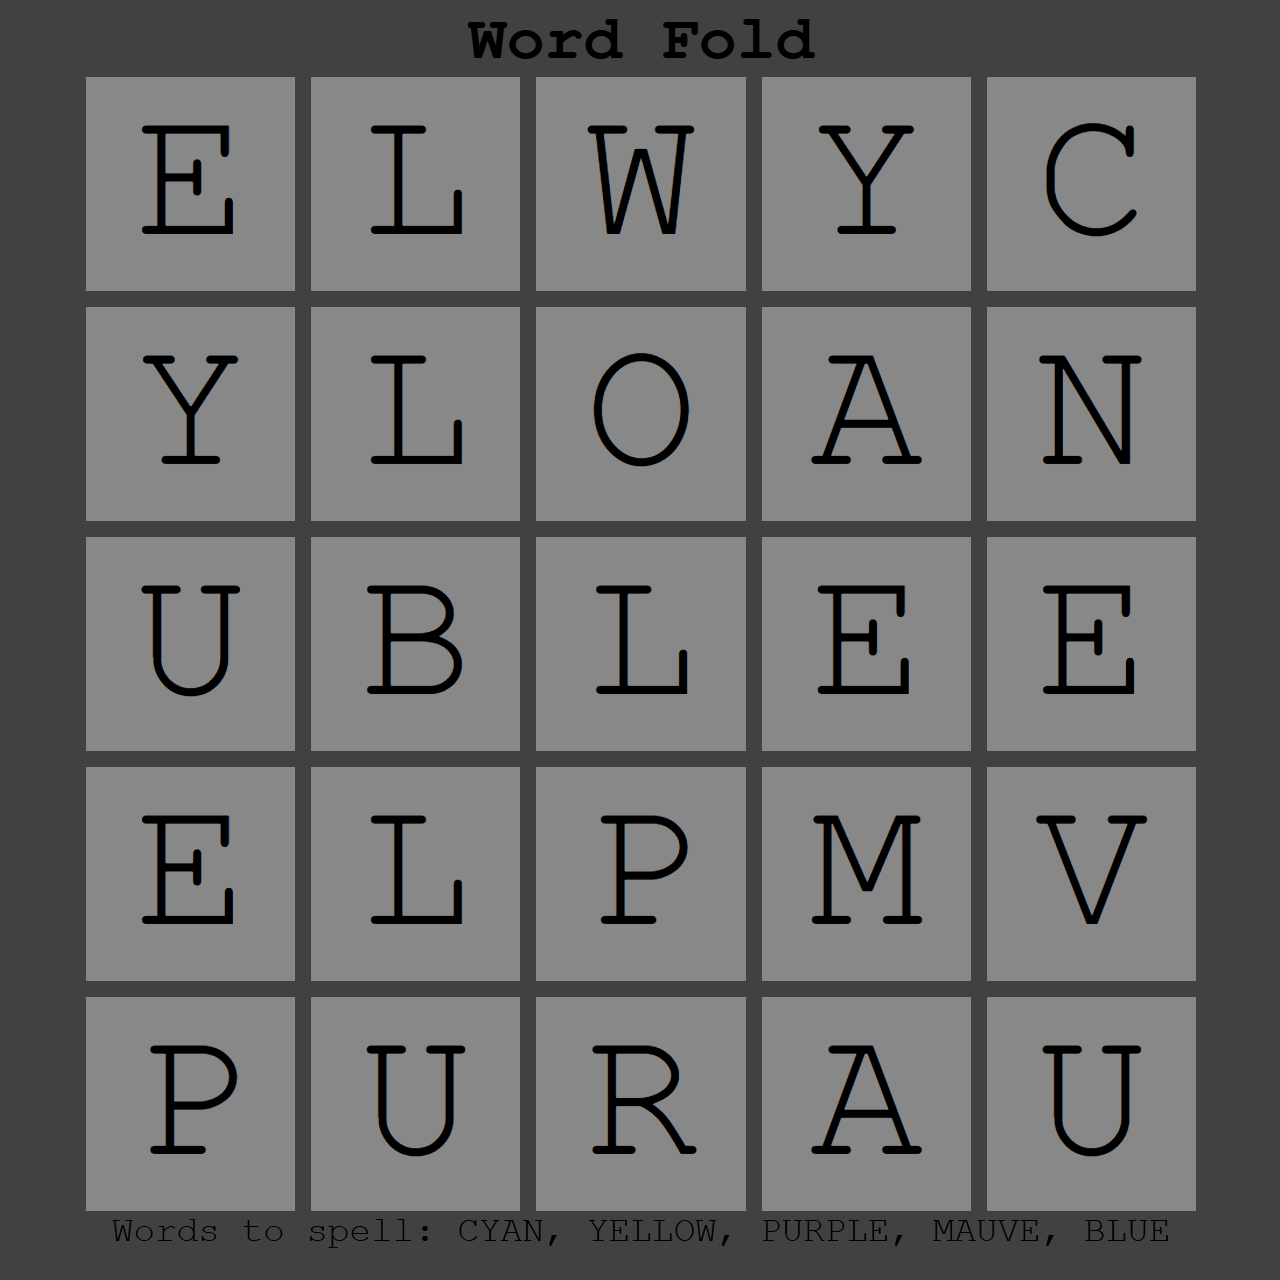 Word Fold
E L W Y C
Y L O A N
U B L E E
E L P M V
P U R A U
Words to spell: CYAN, YELLOW, PURPLE, MAUVE, BLUE